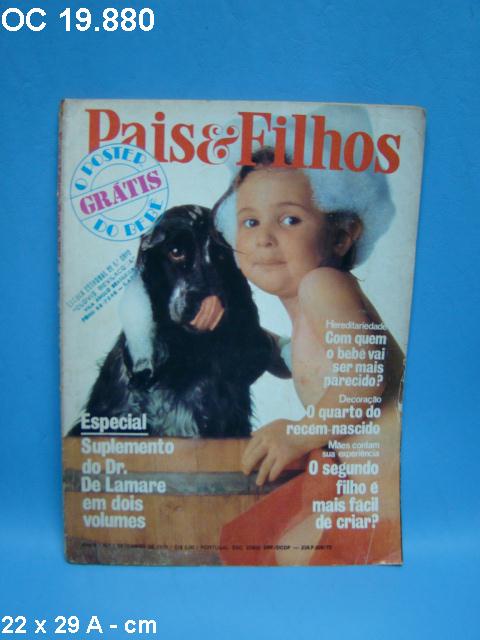 OC 19.880
Pais&Filhos
O POSTER
GRÁTIS
DO BEBÊ
Hereditariedade
Com quem
o bebê vai
ser mais
parecido?
Decoração
O quarto do
recém-nascido
Mães contam
sua experiência
O segundo
filho é
mais fácil
de criar?
Especial
Suplemento
do Dr.
De Lamare
em dois
volumes
22 x 29 A - cm